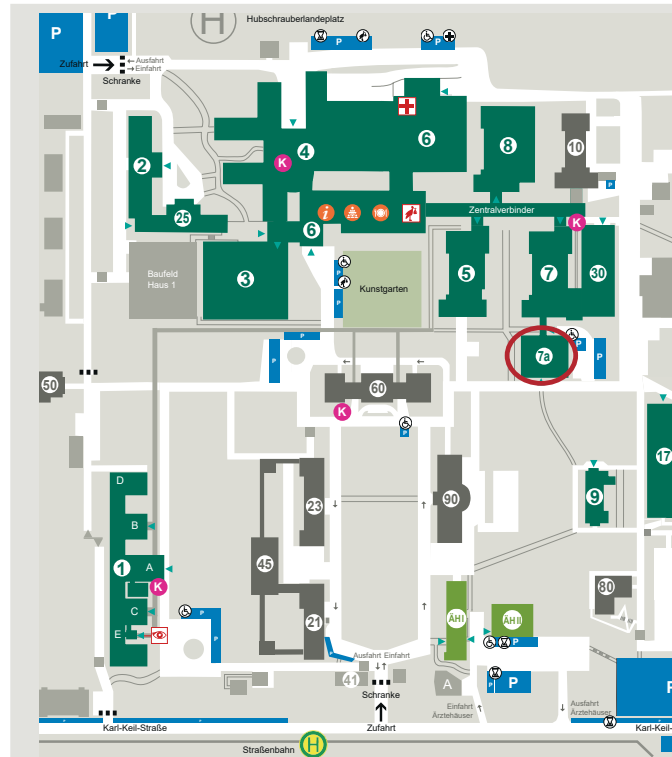 P
P
H
Hubschrauberlandeplatz
P
P
Zufahrt
Ausfahrt
Einfahrt
Schranke
2
4
K
6
8
10
P
25
6
i
Zentralverbinder
K
Baufeld
Haus 1
3
P
P
Kunstgarten
5
7
30
P
P
P
7a
50
60
K
P
D
B
1
A
K
C
E
P
23
45
21
P
90
9
17
80
ÄH I
ÄH II
P
P
A
41
Ausfahrt Einfahrt
Schranke
Zufahrt
Einfahrt
Ärztehäuser
Ausfahrt
Ärztehäuser
P
Karl-Keil-Straße
Karl-Keil-
Straßenbahn
H